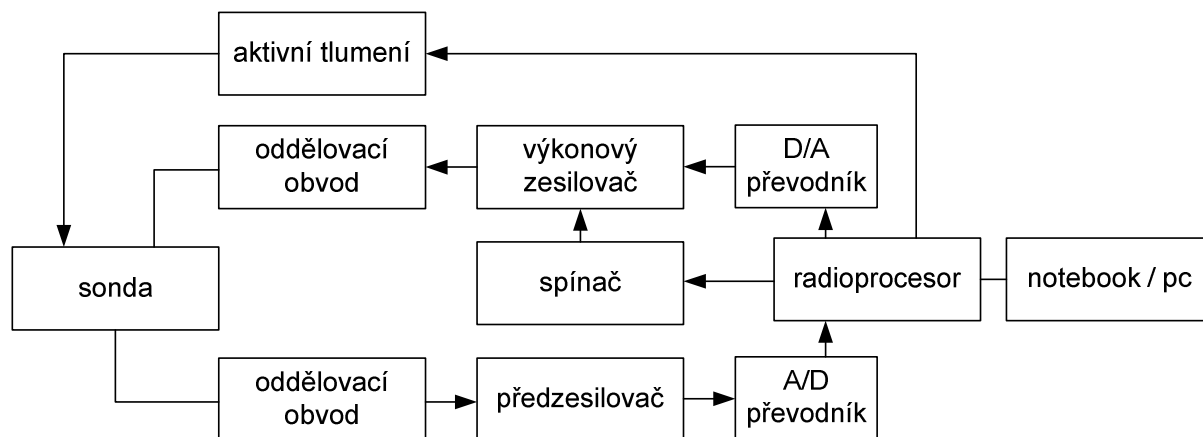 aktivní tlumení
oddělovací
obvod
výkonový
zesilovač
D/A
převodník
sonda
spínač
radioprocesor
notebook / pc
oddělovací
obvod
předzesilovač
A/D
převodník